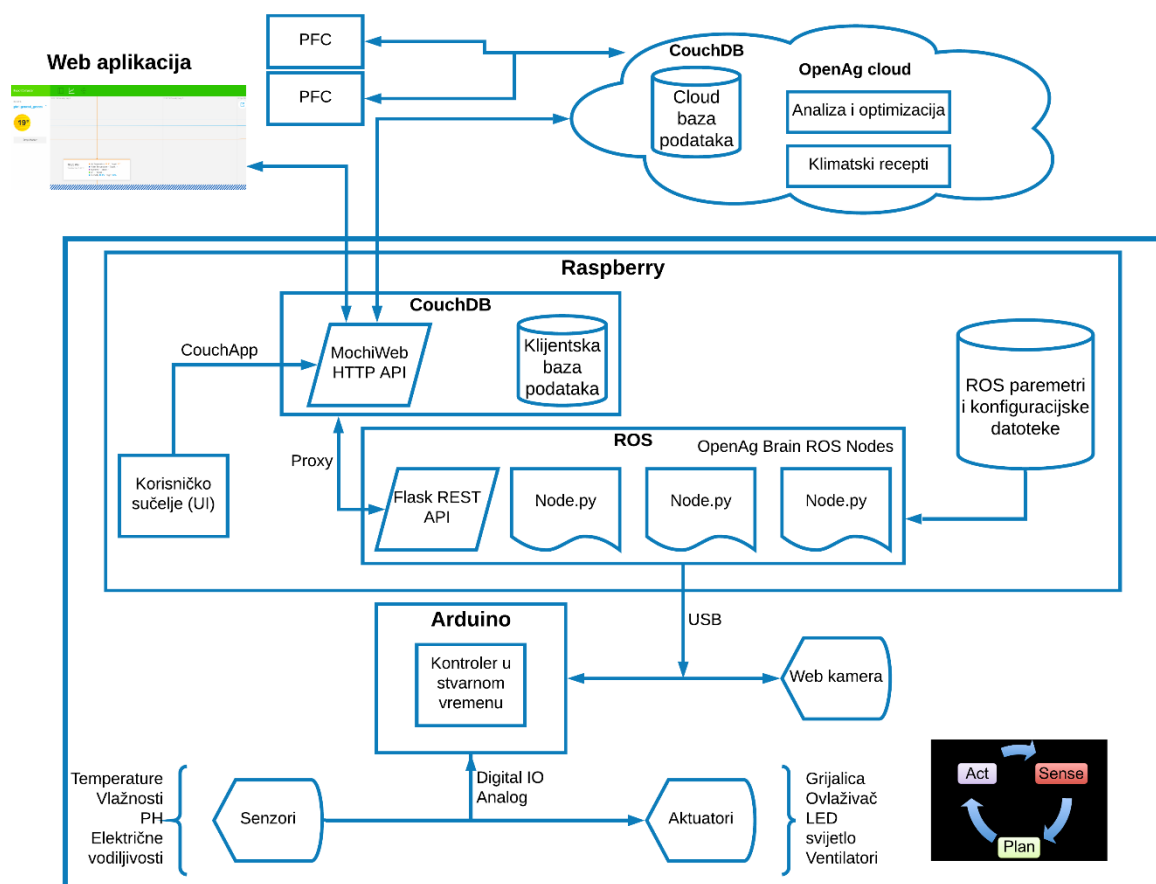 PFC
PFC
Web aplikacija
19°
CouchDB
Cloud
baza
podataka
OpenAg cloud
Analiza i optimizacija
Klimatski recepti
Raspberry
CouchDB
CouchApp
MochiWeb
HTTP API
Klijentska
baza
podataka
ROS paremetri
i konfiguracijske
datoteke
Korisničko
sučelje (UI)
Proxy
ROS
OpenAg Brain ROS Nodes
Flask REST
API
Node.py
Node.py
Node.py
USB
Arduino
Kontroler u
stvarnom
vremenu
Web kamera
Temperature
Vlažnosti
PH
Električne
vodiljivosti
Senzori
Digital IO
Analog
Aktuatori
Grijalica
Ovlaživač
LED
svijetlo
Ventilatori
Act
Sense
Plan